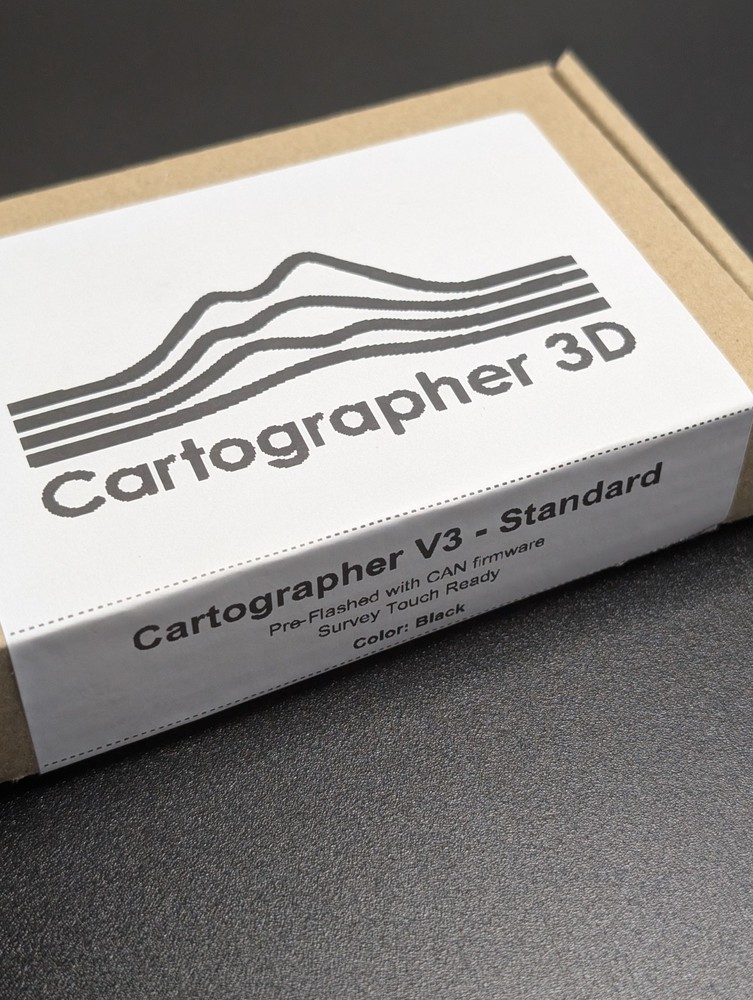 Cartographer 3D
Cartographer V3 - Standard
Pre-Flashed with CAN firmware
Survey Touch Ready
Color: Black